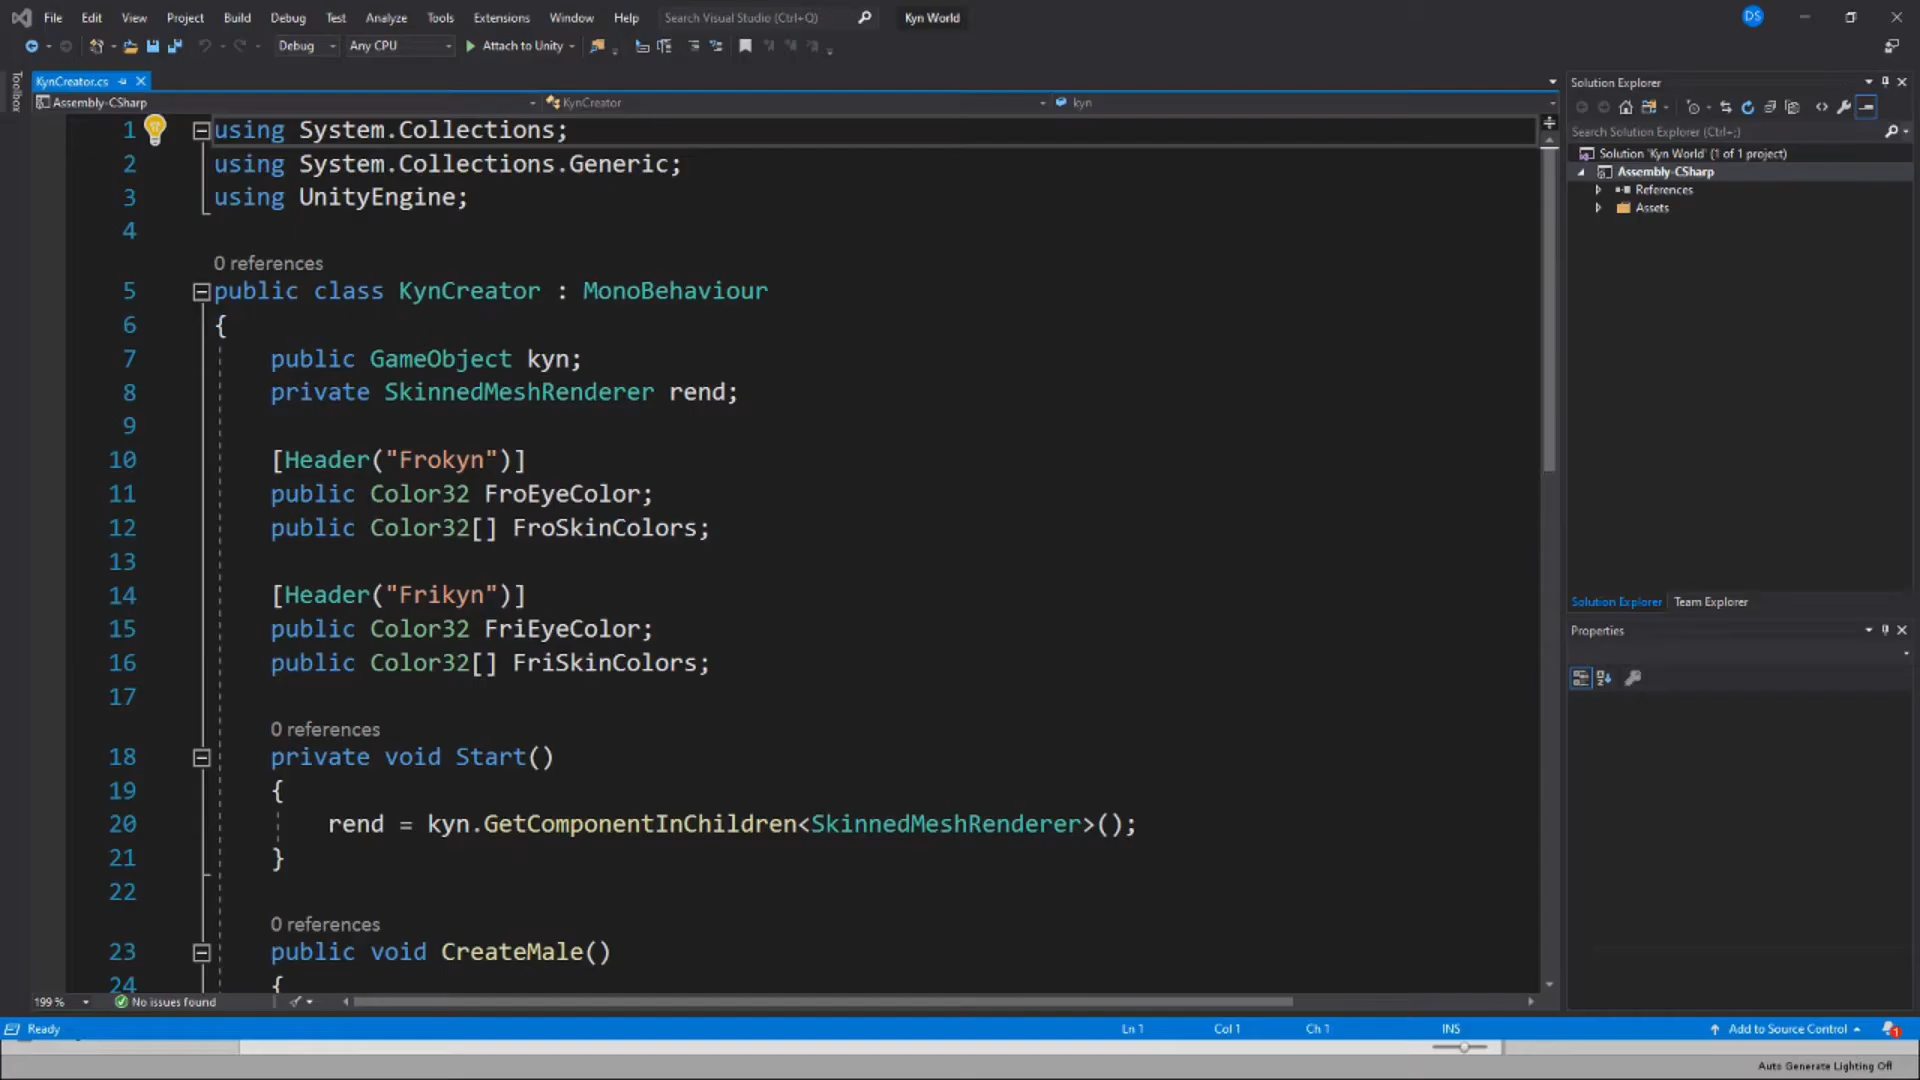 File Edit View Project Build Debug Test Analyze Tools Extensions Window Help Search Visual Studio (Ctrl+Q) Kyn World DS
Debug Any CPU Attach to Unity
Toolbox
KynCreator.cs
Assembly-CSharp KynCreator kyn
1 using System.Collections;
2 using System.Collections.Generic;
3 using UnityEngine;
4
0 references
5 public class KynCreator : MonoBehaviour
6 {
7 public GameObject kyn;
8 private SkinnedMeshRenderer rend;
9
10 [Header("Frokyn")]
11 public Color32 FroEyeColor;
12 public Color32[] FroSkinColors;
13
14 [Header("Frikyn")]
15 public Color32 FriEyeColor;
16 public Color32[] FriSkinColors;
17
0 references
18 private void Start()
19 {
20 rend = kyn.GetComponentInChildren<SkinnedMeshRenderer>();
21 }
22
0 references
23 public void CreateMale()
24 {
199 % No issues found
Solution Explorer
Search Solution Explorer (Ctrl+;)
Solution 'Kyn World' (1 of 1 project)
Assembly-CSharp
References
Assets
Solution Explorer Team Explorer
Properties
Ready Ln 1 Col 1 Ch 1 INS Add to Source Control 1
Auto Generate Lighting Off